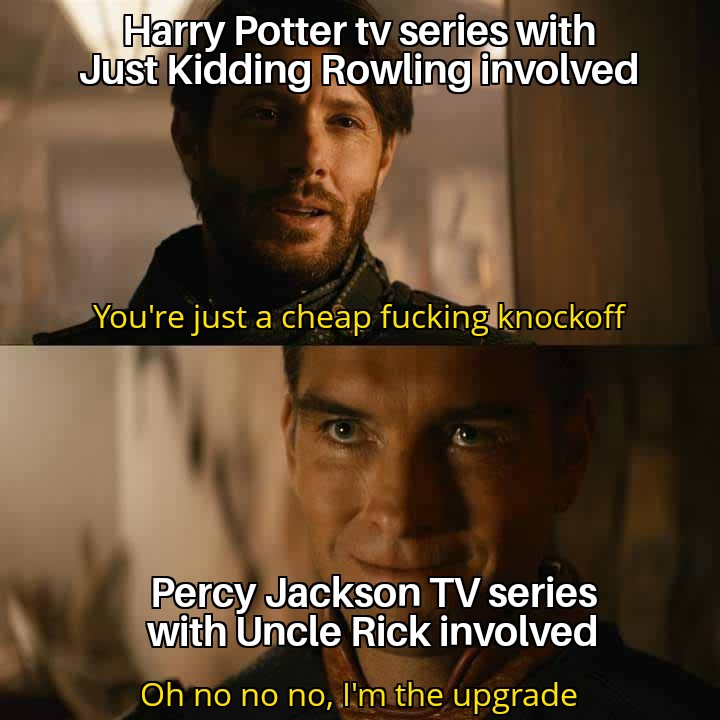 Harry Potter tv series with
Just Kidding Rowling involved
You're just a cheap fucking knockoff
Percy Jackson TV series
with Uncle Rick involved
Oh no no no, I'm the upgrade